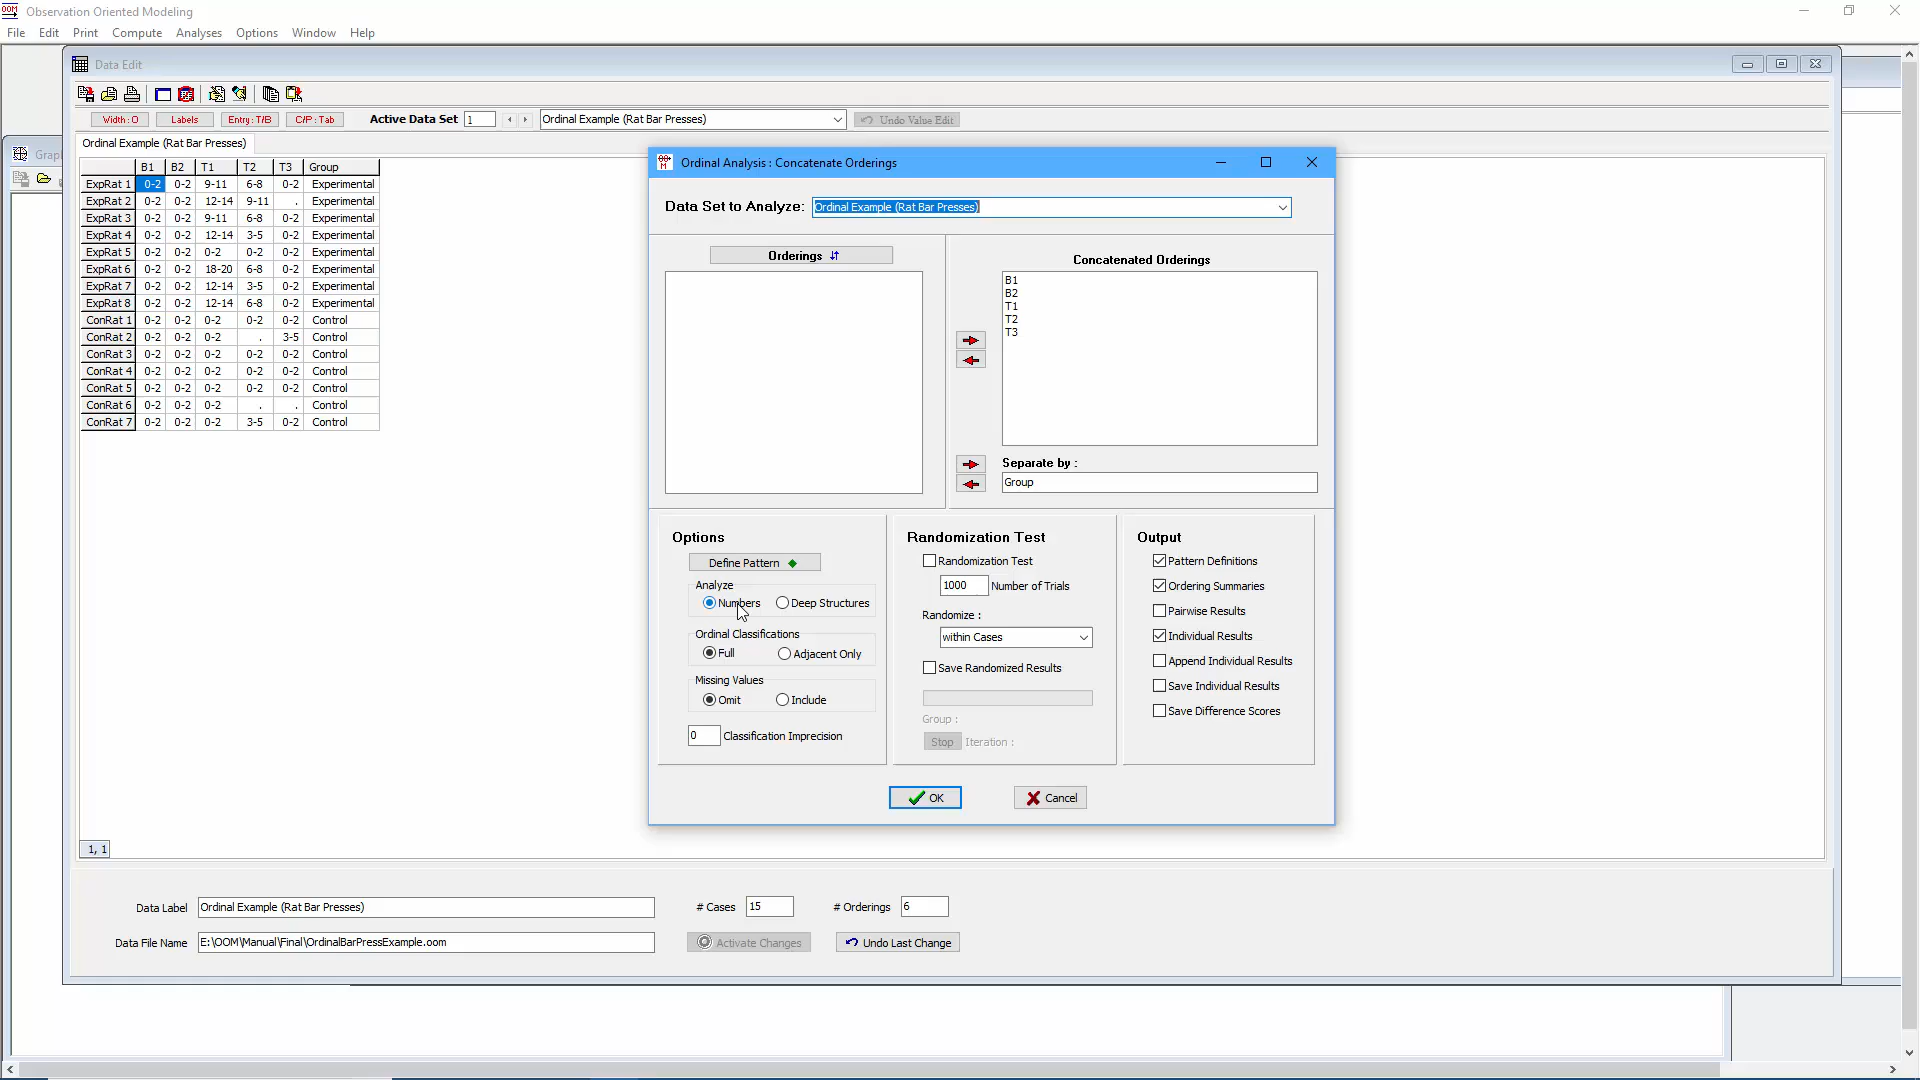 OOM Observation Oriented Modeling
File Edit Print Compute Analyses Options Window Help
Data Edit
Width : O Labels Entry : T/B C/P : Tab Active Data Set 1 Ordinal Example (Rat Bar Presses) Undo Value Edit
Grap
Ordinal Example (Rat Bar Presses)
B1 B2 T1 T2 T3 Group
ExpRat 1 0-2 0-2 9-11 6-8 0-2 Experimental
ExpRat 2 0-2 0-2 12-14 9-11 . Experimental
ExpRat 3 0-2 0-2 9-11 6-8 0-2 Experimental
ExpRat 4 0-2 0-2 12-14 3-5 0-2 Experimental
ExpRat 5 0-2 0-2 0-2 0-2 0-2 Experimental
ExpRat 6 0-2 0-2 18-20 6-8 0-2 Experimental
ExpRat 7 0-2 0-2 12-14 3-5 0-2 Experimental
ExpRat 8 0-2 0-2 12-14 6-8 0-2 Experimental
ConRat 1 0-2 0-2 0-2 0-2 0-2 Control
ConRat 2 0-2 0-2 0-2 . 3-5 Control
ConRat 3 0-2 0-2 0-2 0-2 0-2 Control
ConRat 4 0-2 0-2 0-2 0-2 0-2 Control
ConRat 5 0-2 0-2 0-2 0-2 0-2 Control
ConRat 6 0-2 0-2 0-2 . . Control
ConRat 7 0-2 0-2 0-2 3-5 0-2 Control
1, 1
Ordinal Analysis : Concatenate Orderings
Data Set to Analyze: Ordinal Example (Rat Bar Presses)
Orderings
Concatenated Orderings
B1
B2
T1
T2
T3
Separate by :
Group
Options
Define Pattern
Analyze
Numbers Deep Structures
Ordinal Classifications
Full Adjacent Only
Missing Values
Omit Include
0 Classification Imprecision
Randomization Test
Randomization Test
1000 Number of Trials
Randomize :
within Cases
Save Randomized Results
Group :
Stop Iteration :
Output
Pattern Definitions
Ordering Summaries
Pairwise Results
Individual Results
Append Individual Results
Save Individual Results
Save Difference Scores
OK Cancel
Data Label Ordinal Example (Rat Bar Presses) # Cases 15 # Orderings 6
Data File Name E:\OOM\Manual\Final\OrdinalBarPressExample.oom Activate Changes Undo Last Change